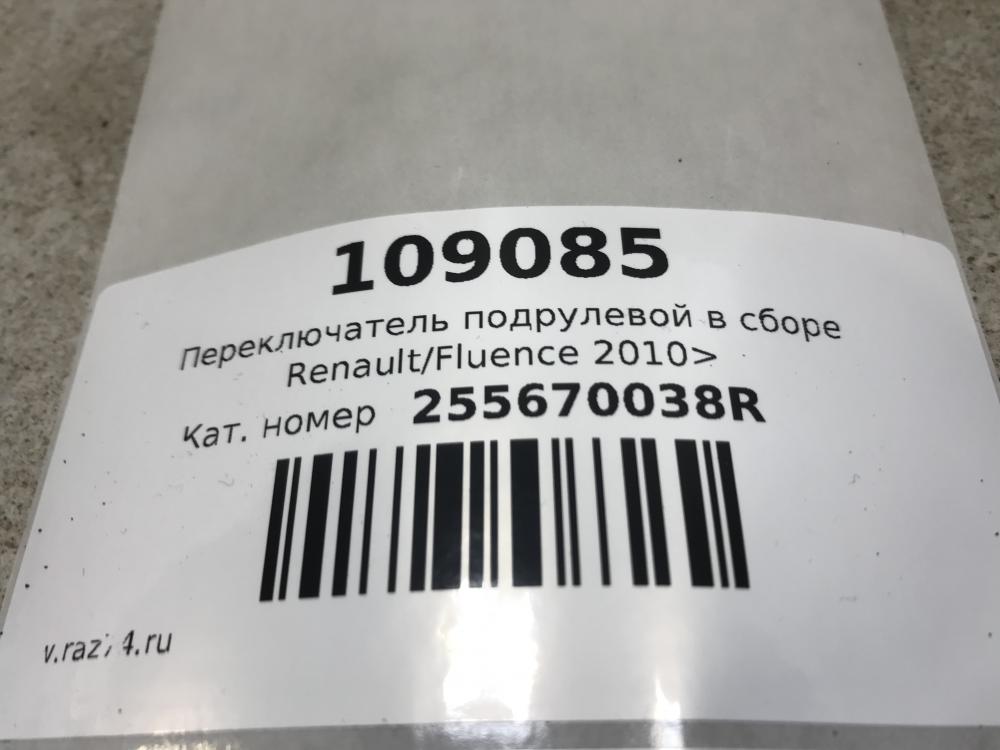 109085
Переключатель подрулевой в сборе
Renault/Fluence 2010>
Кат. номер 255670038R